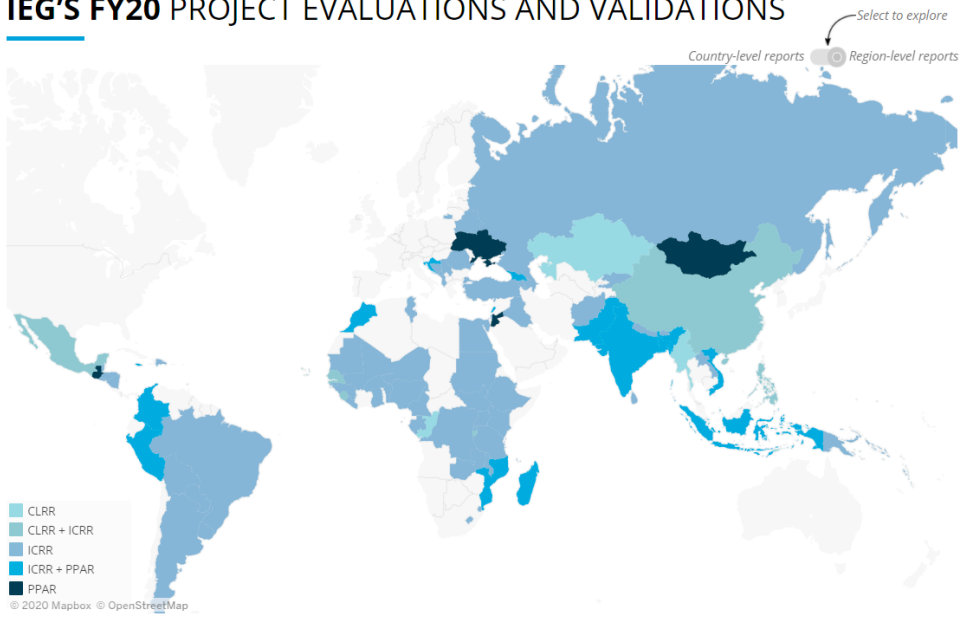 IEG'S FY20 PROJECT EVALUATIONS AND VALIDATIONS
Select to explore
Country-level reports
Region-level reports
CLRR
CLRR + ICRR
ICRR
ICRR + PPAR
PPAR
© 2020 Mapbox © OpenStreetMap